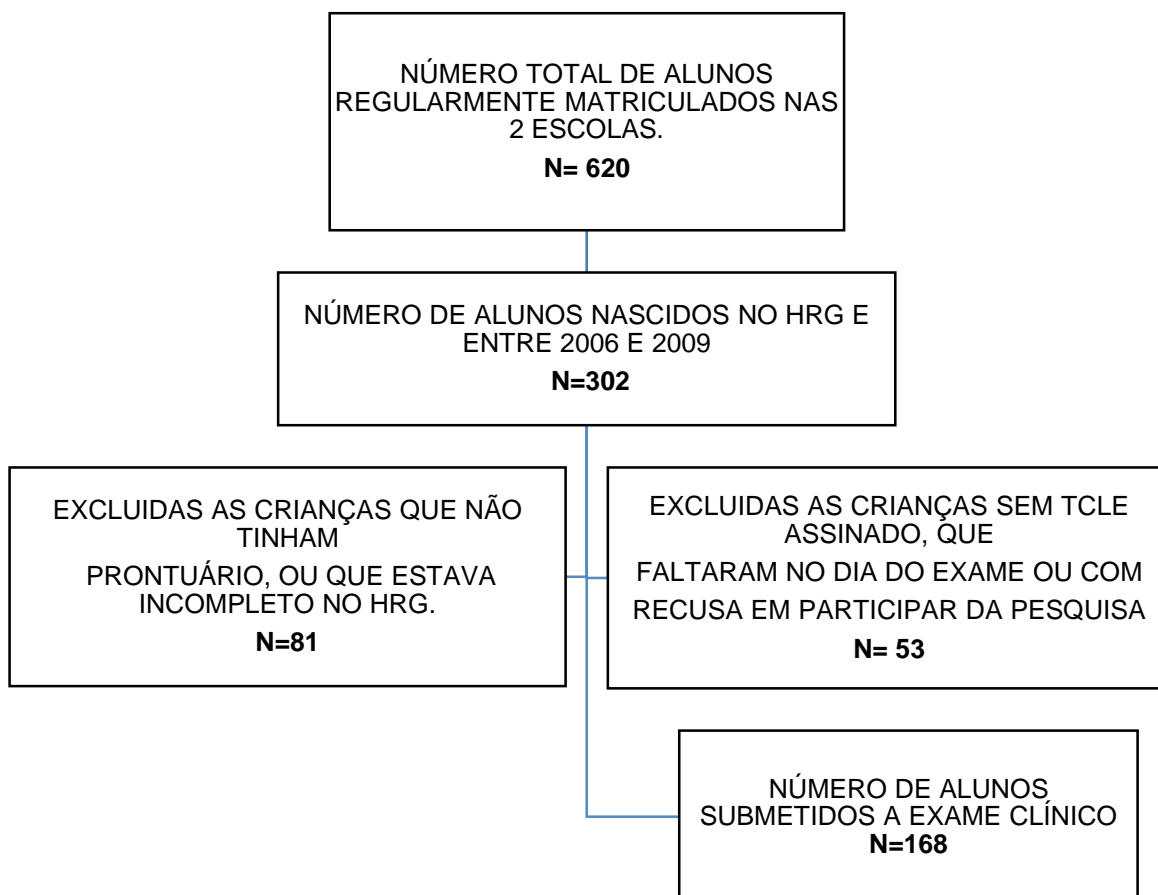 NÚMERO TOTAL DE ALUNOS
REGULARMENTE MATRICULADOS NAS
2 ESCOLAS.
N= 620
NÚMERO DE ALUNOS NASCIDOS NO HRG E
ENTRE 2006 E 2009
N=302
EXCLUIDAS AS CRIANÇAS QUE NÃO
TINHAM
PRONTUÁRIO, OU QUE ESTAVA
INCOMPLETO NO HRG.
N=81
EXCLUIDAS AS CRIANÇAS SEM TCLE
ASSINADO, QUE
FALTARAM NO DIA DO EXAME OU COM
RECUSA EM PARTICIPAR DA PESQUISA
N= 53
NÚMERO DE ALUNOS
SUBMETIDOS A EXAME CLÍNICO
N=168